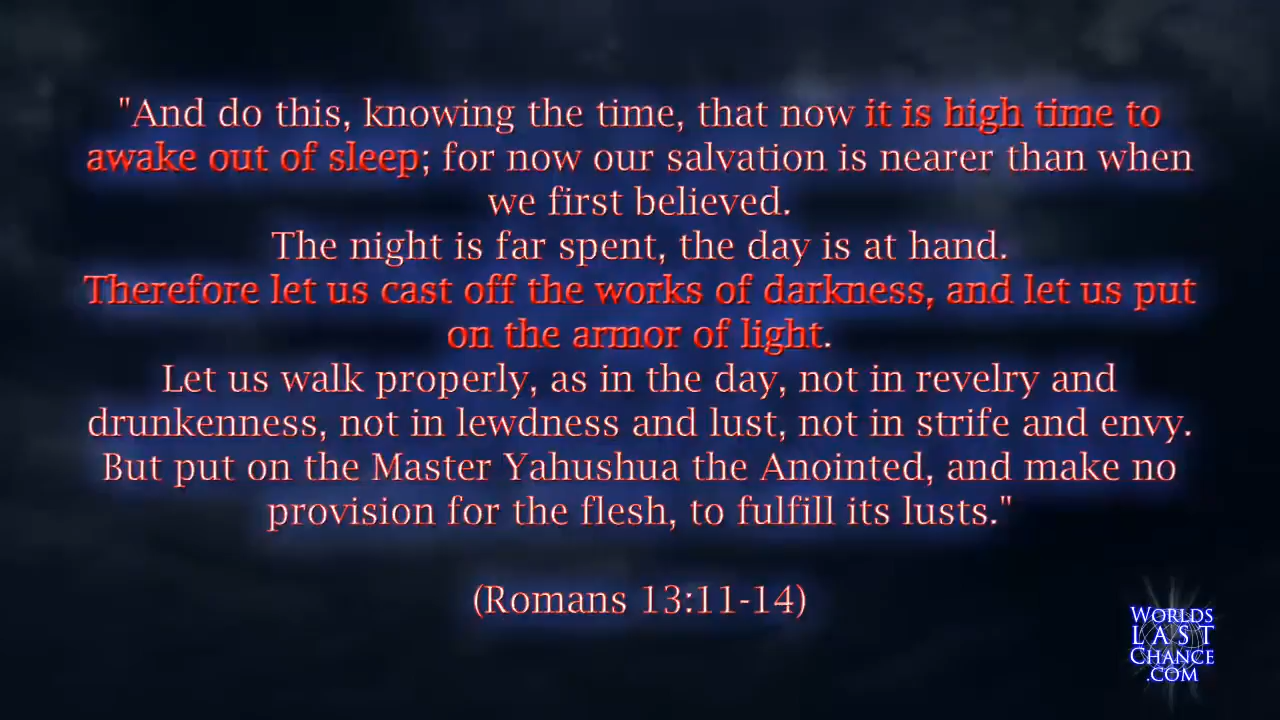 "And do this, knowing the time, that now it is high time to
awake out of sleep; for now our salvation is nearer than when
we first believed.
The night is far spent, the day is at hand.
Therefore let us cast off the works of darkness, and let us put
on the armor of light.
Let us walk properly, as in the day, not in revelry and
drunkenness, not in lewdness and lust, not in strife and envy.
But put on the Master Yahushua the Anointed, and make no
provision for the flesh, to fulfill its lusts."
(Romans 13:11-14)
WORLDS
LAST
CHANCE
.COM